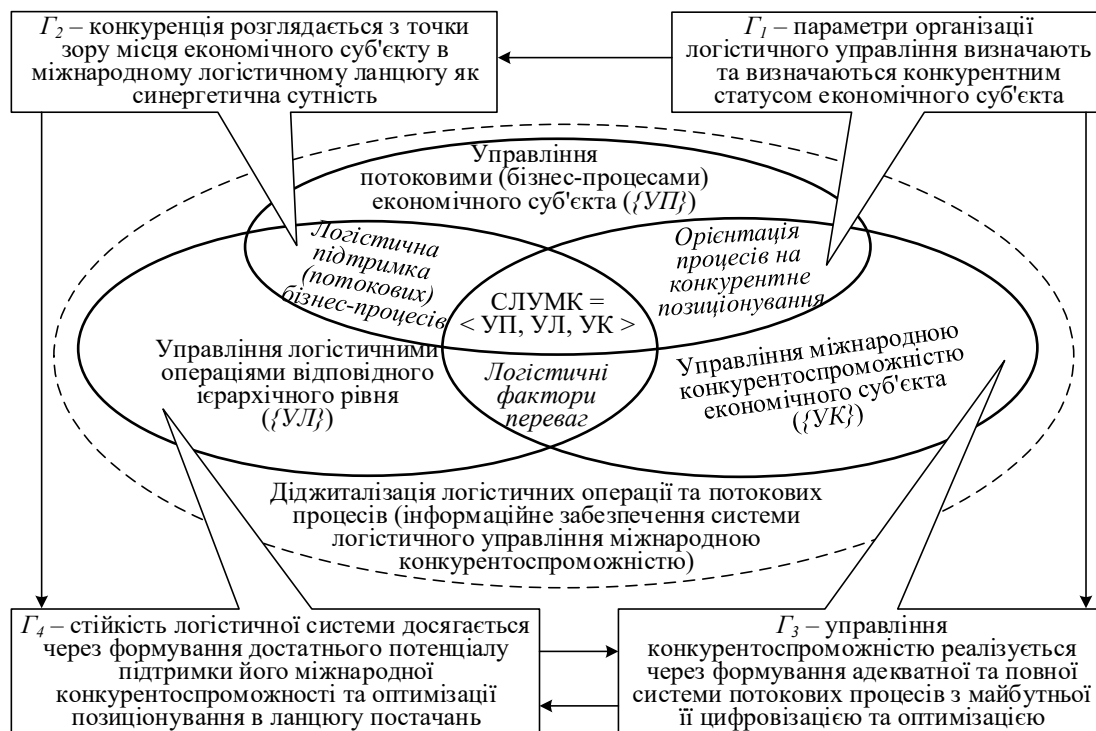 Г2 – конкуренція розглядається з точки
зору місця економічного суб'єкту в
міжнародному логістичному ланцюгу як
синергетична сутність
Г1 – параметри організації
логістичного управління визначають
та визначаються конкурентним
статусом економічного суб'єкта
Управління
потоковими (бізнес-процесами)
економічного суб'єкта ({УП})
Логістична
підтримка
(потокових)
бізнес-процесів
Орієнтація
процесів на
конкурентне
позиціонування
СЛУМК =
< УП, УЛ, УК >
Управління логістичними
операціями відповідного
ієрархічного рівня
({УЛ})
Логістичні
фактори
переваг
Управління міжнародною
конкурентоспроможністю
економічного суб'єкта
({УК})
Діджиталізація логістичних операції та потокових
процесів (інформаційне забезпечення системи
логістичного управління міжнародною
конкурентоспроможністю)
Г4 – стійкість логістичної системи досягається
через формування достатнього потенціалу
підтримки його міжнародної
конкурентоспроможності та оптимізації
позиціонування в ланцюгу постачань
Г3 – управління
конкурентоспроможністю реалізується
через формування адекватної та повної
системи потокових процесів з майбутньої
її цифровізацією та оптимізацією